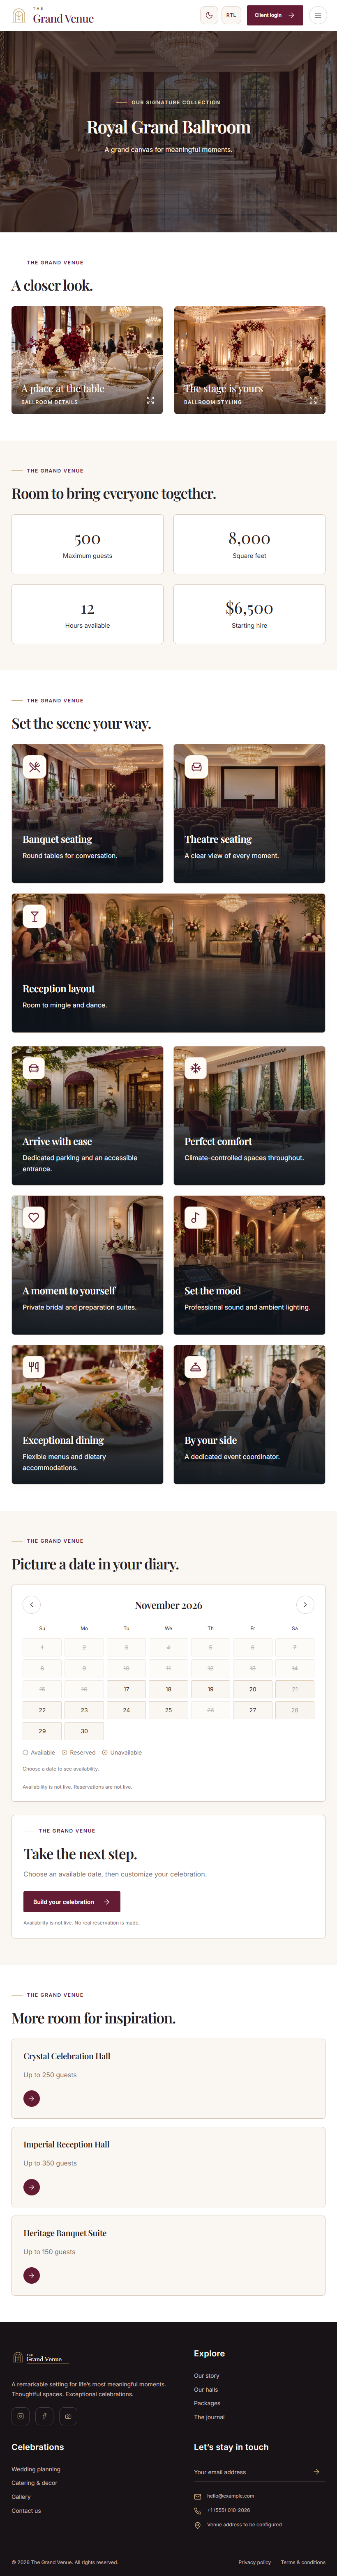 THE
Grand Venue
RTL
Client login
OUR SIGNATURE COLLECTION
Royal Grand Ballroom
A grand canvas for meaningful moments.
THE GRAND VENUE
A closer look.
A place at the table
BALLROOM DETAILS
The stage is yours
BALLROOM STYLING
THE GRAND VENUE
Room to bring everyone together.
500
Maximum guests
8,000
Square feet
12
Hours available
$6,500
Starting hire
THE GRAND VENUE
Set the scene your way.
Banquet seating
Round tables for conversation.
Theatre seating
A clear view of every moment.
Reception layout
Room to mingle and dance.
Arrive with ease
Dedicated parking and an accessible
entrance.
Perfect comfort
Climate-controlled spaces throughout.
A moment to yourself
Private bridal and preparation suites.
Set the mood
Professional sound and ambient lighting.
Exceptional dining
Flexible menus and dietary
accommodations.
By your side
A dedicated event coordinator.
THE GRAND VENUE
Picture a date in your diary.
November 2026
Su Mo Tu We Th Fr Sa
1 2 3 4 5 6 7
8 9 10 11 12 13 14
15 16 17 18 19 20 21
22 23 24 25 26 27 28
29 30
Available Reserved Unavailable
Choose a date to see availability.
Availability is not live. Reservations are not live.
THE GRAND VENUE
Take the next step.
Choose an available date, then customize your celebration.
Build your celebration
Availability is not live. No real reservation is made.
THE GRAND VENUE
More room for inspiration.
Crystal Celebration Hall
Up to 250 guests
Imperial Reception Hall
Up to 350 guests
Heritage Banquet Suite
Up to 150 guests
THE
Grand Venue
A remarkable setting for life's most meaningful moments.
Thoughtful spaces. Exceptional celebrations.
Explore
Our story
Our halls
Packages
The journal
Celebrations
Wedding planning
Catering & decor
Gallery
Contact us
Let's stay in touch
Your email address
hello@example.com
+1 (555) 010-2026
Venue address to be configured
© 2026 The Grand Venue. All rights reserved.
Privacy policy
Terms & conditions